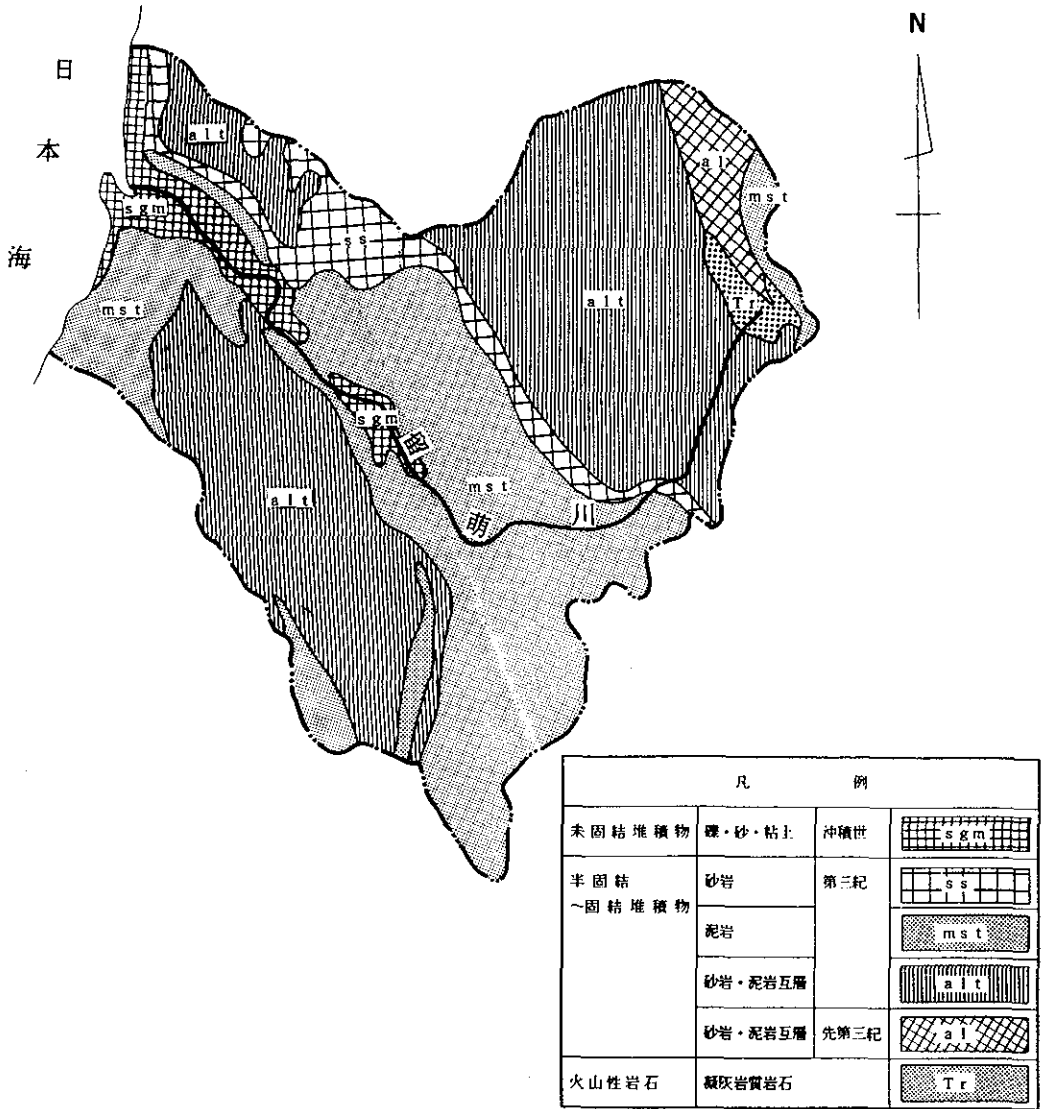 N
日本海
alt
al
mst
sgm
ss
mst
alt
Tr
sgm
alt
mst
留萌川
凡例
未固結堆積物 礫・砂・粘土 沖積世 sgm
半固結～固結堆積物 砂岩 第三紀 ss
泥岩 mst
砂岩・泥岩互層 alt
砂岩・泥岩互層 先第三紀 al
火山性岩石 凝灰岩質岩石 Tr